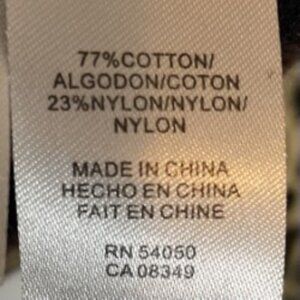 77%COTTON/
ALGODON/COTON
23%NYLON/NYLON/
NYLON
MADE IN CHINA
HECHO EN CHINA
FAIT EN CHINE
RN 54050
CA 08349